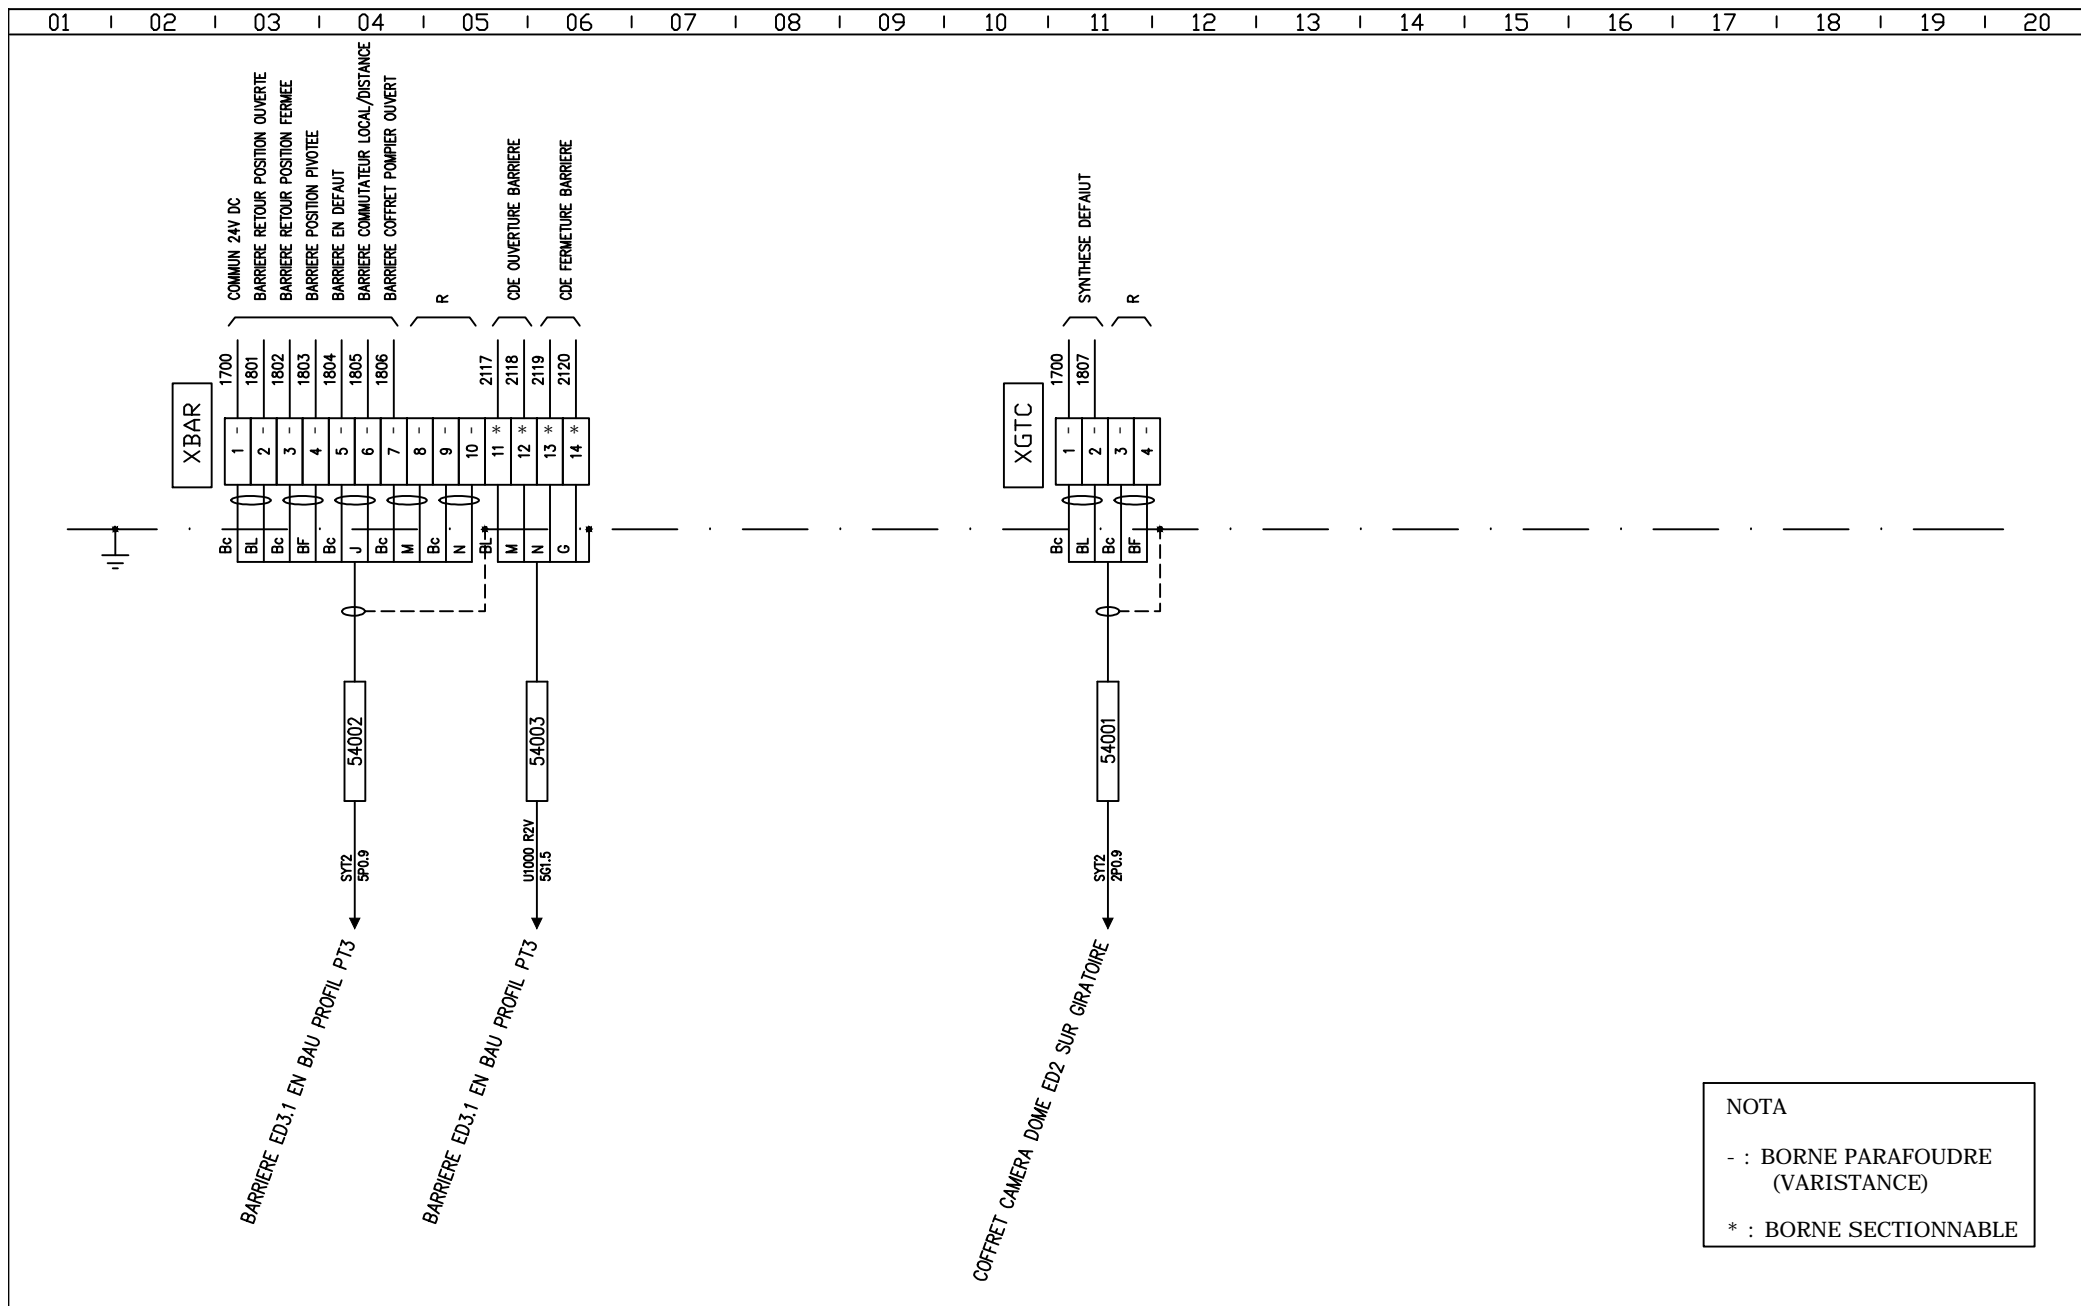 01 02 03 04 05 06 07 08 09 10 11 12 13 14 15 16 17 18 19 20
COMMUN 24V DC
BARRIERE RETOUR POSITION OUVERTE
BARRIERE RETOUR POSITION FERMEE
BARRIERE POSITION PIVOTEE
BARRIERE EN DEFAUT
BARRIERE COMMUTATEUR LOCAL/DISTANCE
BARRIERE COFFRET POMPIER OUVERT
R
CDE OUVERTURE BARRIERE
CDE FERMETURE BARRIERE
XBAR
1700
1801
1802
1803
1804
1805
1806
2117
2118
2119
2120
1 -
2 -
3 -
4 -
5 -
6 -
7 -
8 -
9 -
10 -
11 *
12 *
13 *
14 *
Bc
BL
Bc
BF
Bc
J
Bc
M
Bc
N
BL
M
N
G
54002
SYT2
5P0.9
BARRIERE ED3.1 EN BAU PROFIL PT3
54003
U1000 R2V
5G1.5
BARRIERE ED3.1 EN BAU PROFIL PT3
SYNTHESE DEFAIUT
R
XGTC
1700
1807
1 -
2 -
3 -
4 -
Bc
BL
Bc
BF
54001
SYT2
2P0.9
COFFRET CAMERA DOME ED2 SUR GIRATOIRE
NOTA
- : BORNE PARAFOUDRE
(VARISTANCE)
* : BORNE SECTIONNABLE